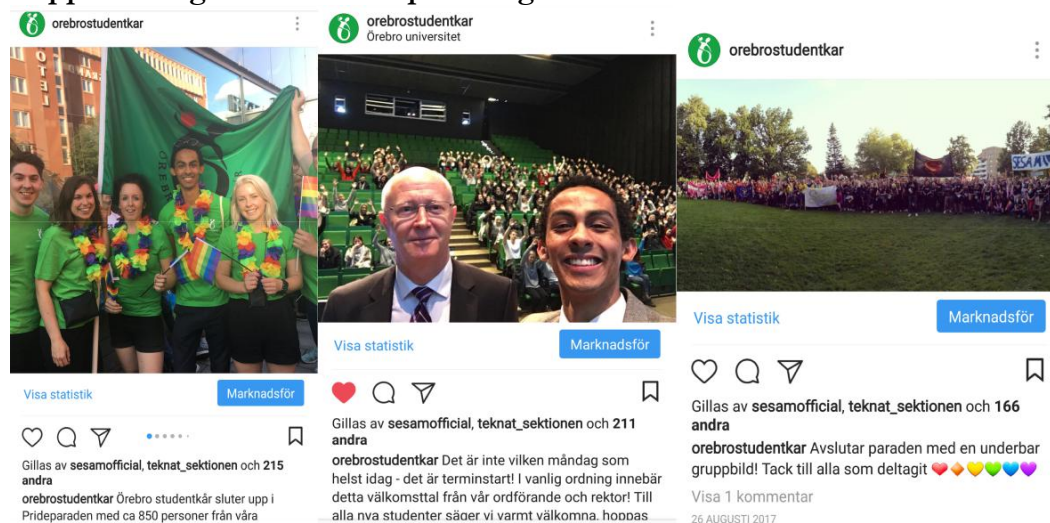 orebrostudentkar
Visa statistik
Marknadsför
Gillas av sesamofficial, teknat_sektionen och 215
andra
orebrostudentkar Örebro studentkår sluter upp i
Prideparaden med ca 850 personer från våra
orebrostudentkar
Örebro universitet
Visa statistik
Marknadsför
Gillas av sesamofficial, teknat_sektionen och 211
andra
orebrostudentkar Det är inte vilken måndag som
helst idag - det är terminstart! I vanlig ordning innebär
detta välkomsttal från vår ordförande och rektor! Till
alla nya studenter säger vi varmt välkomna, hoppas
orebrostudentkar
SESAM
Visa statistik
Marknadsför
Gillas av sesamofficial, teknat_sektionen och 166
andra
orebrostudentkar Avslutar paraden med en underbar
gruppbild! Tack till alla som deltagit ❤️🔶💛💚💙💜
Visa 1 kommentar
26 AUGUSTI 2017